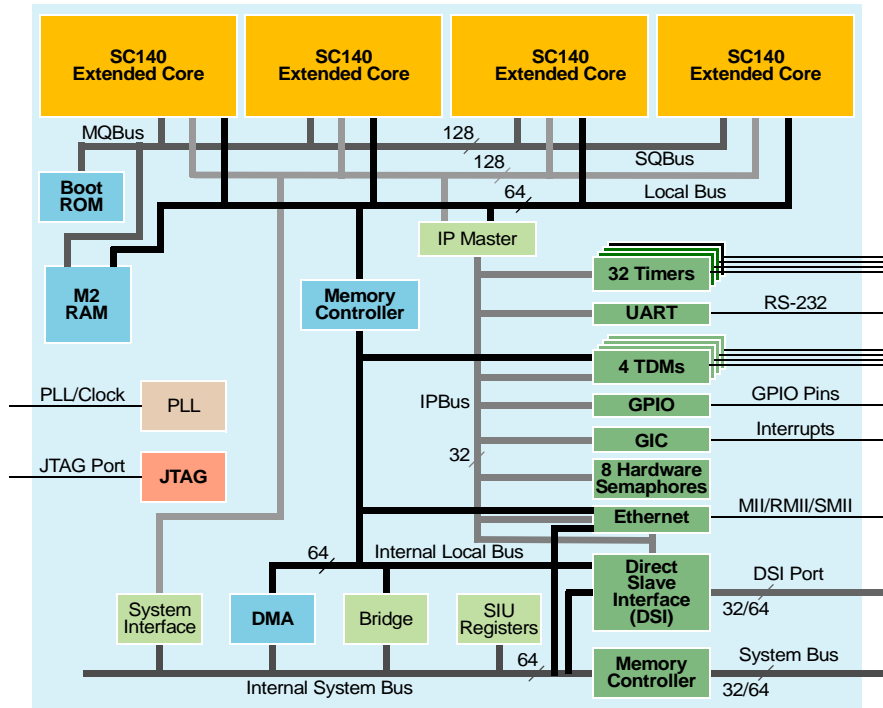 SC140
Extended Core
SC140
Extended Core
SC140
Extended Core
SC140
Extended Core
MQBus
128
128
SQBus
64
Local Bus
Boot
ROM
IP Master
M2
RAM
Memory
Controller
32 Timers
UART
RS-232
4 TDMs
PLL/Clock
PLL
IPBus
GPIO
GPIO Pins
GIC
Interrupts
32
JTAG Port
JTAG
8 Hardware
Semaphores
Ethernet
MII/RMII/SMII
64
Internal Local Bus
Direct
Slave
Interface
(DSI)
DSI Port
32/64
System
Interface
DMA
Bridge
SIU
Registers
64
Internal System Bus
Memory
Controller
System Bus
32/64